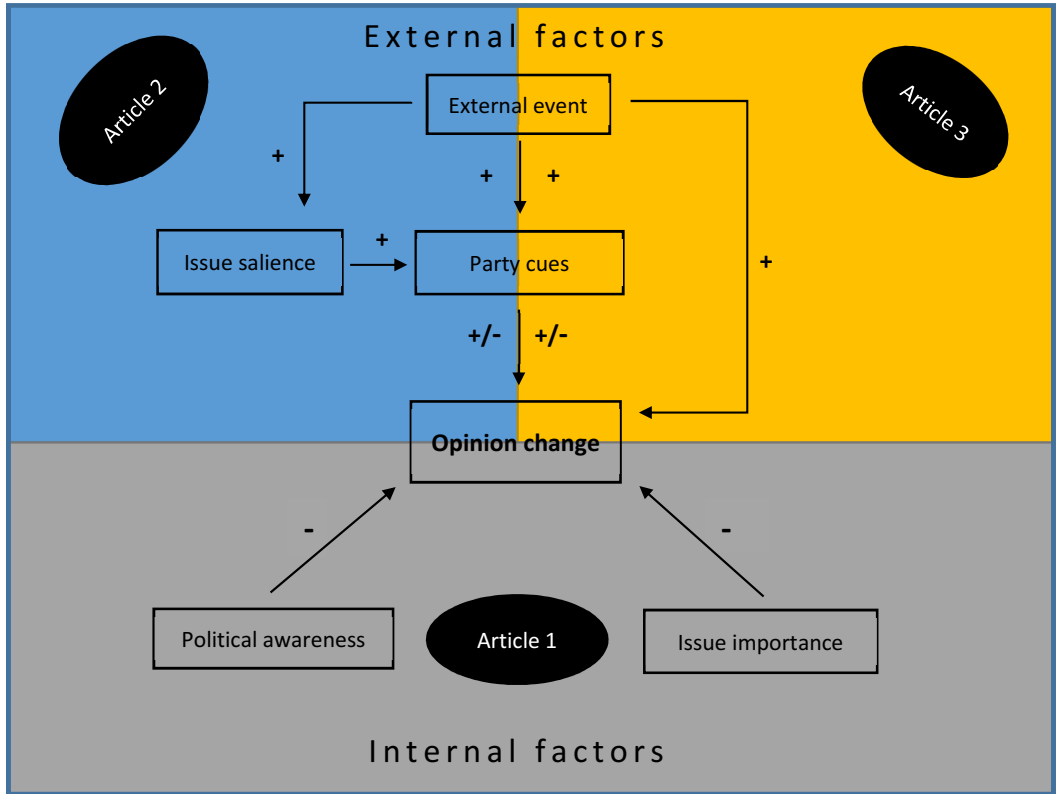 External factors
Article 2
Article 3
External event
+
+ +
Issue salience
+
Party cues
+
+/- +/-
Opinion change
-
-
Political awareness
Article 1
Issue importance
Internal factors